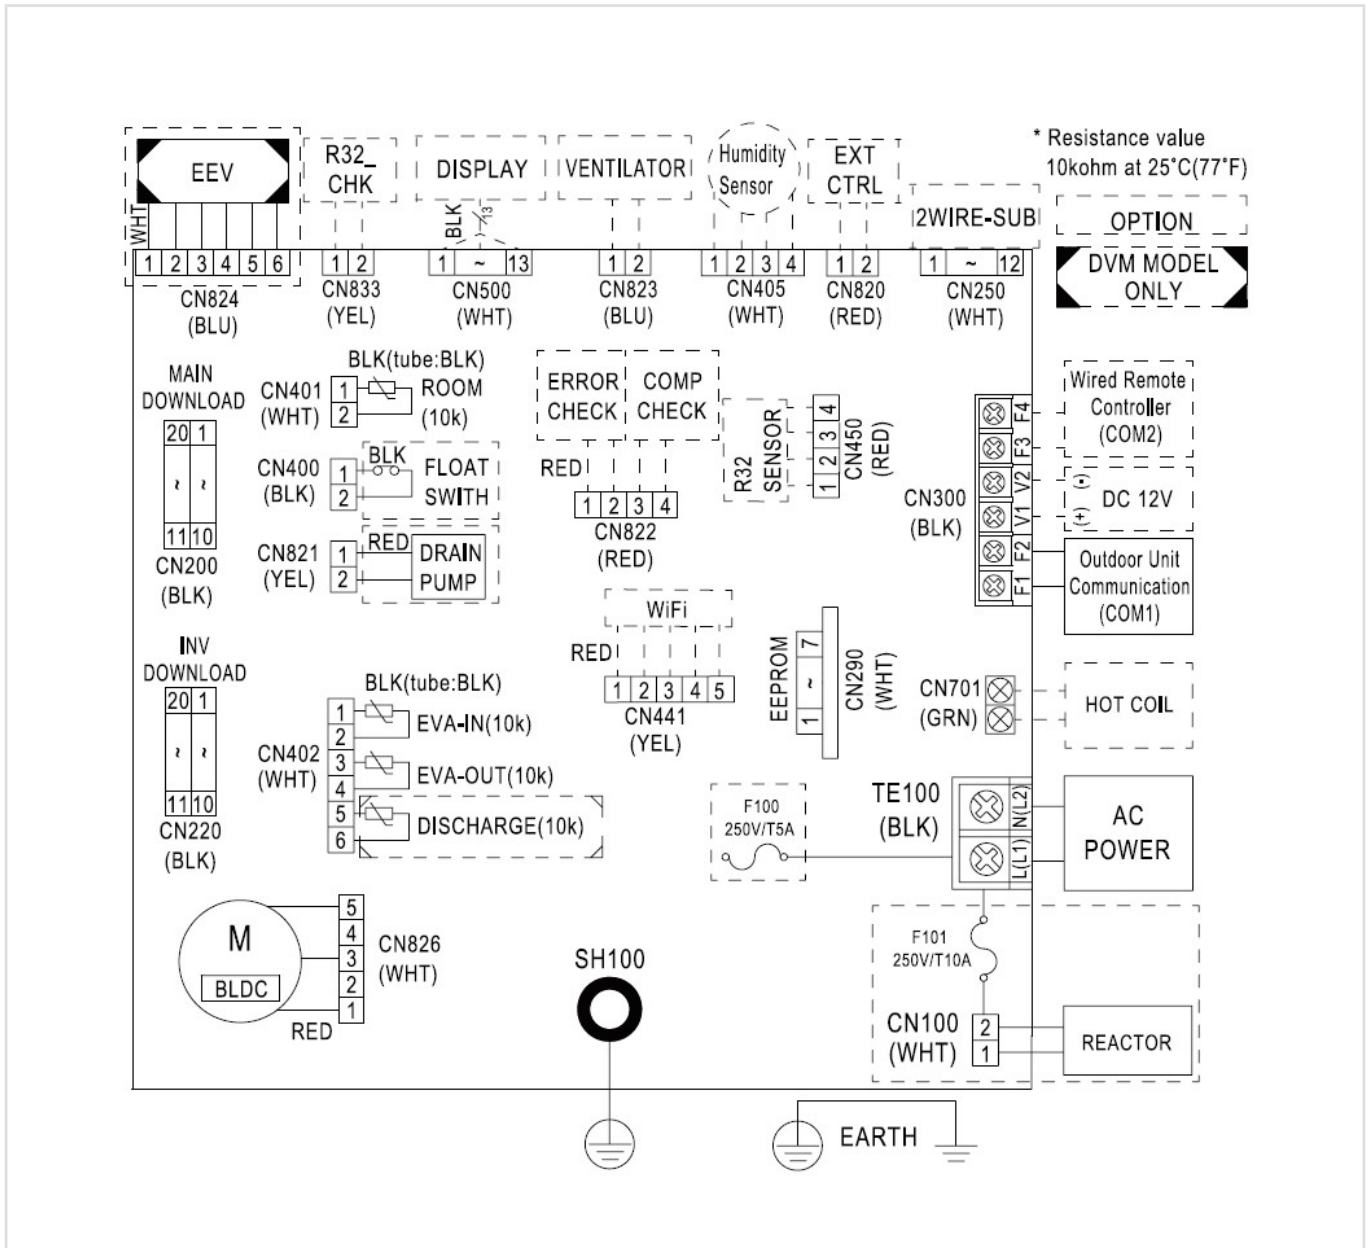 * Resistance value
10kohm at 25°C(77°F)
EEV
R32_
CHK
DISPLAY
VENTILATOR
Humidity
Sensor
EXT
CTRL
2WIRE-SUB
OPTION
DVM MODEL
ONLY
WHT
BLK
13
1 2 3 4 5 6
CN824
(BLU)
1 2
CN833
(YEL)
1 ~ 13
CN500
(WHT)
1 2
CN823
(BLU)
1 2 3 4
CN405
(WHT)
1 2
CN820
(RED)
1 ~ 12
CN250
(WHT)
MAIN
DOWNLOAD
20 1
~ ~
11 10
CN200
(BLK)
BLK(tube:BLK)
CN401
(WHT)
1
2
ROOM
(10k)
CN400
(BLK)
1
2
BLK
FLOAT
SWITH
CN821
(YEL)
1
2
RED
DRAIN
PUMP
ERROR
CHECK
COMP
CHECK
RED
1 2 3 4
CN822
(RED)
R32
SENSOR
4
3
2
1
CN450
(RED)
CN300
(BLK)
F4
F3
V2
V1
F2
F1
Wired Remote
Controller
(COM2)
(-)
DC 12V
(+)
Outdoor Unit
Communication
(COM1)
INV
DOWNLOAD
20 1
~ ~
11 10
CN220
(BLK)
BLK(tube:BLK)
CN402
(WHT)
1
2
3
4
5
6
EVA-IN(10k)
EVA-OUT(10k)
DISCHARGE(10k)
WiFi
RED
1 2 3 4 5
CN441
(YEL)
EEPROM
7
~
1
CN290
(WHT)
CN701
(GRN)
HOT COIL
F100
250V/T5A
TE100
(BLK)
N(L2)
L(L1)
AC
POWER
M
BLDC
RED
5
4
3
2
1
CN826
(WHT)
SH100
F101
250V/T10A
CN100
(WHT)
2
1
REACTOR
EARTH